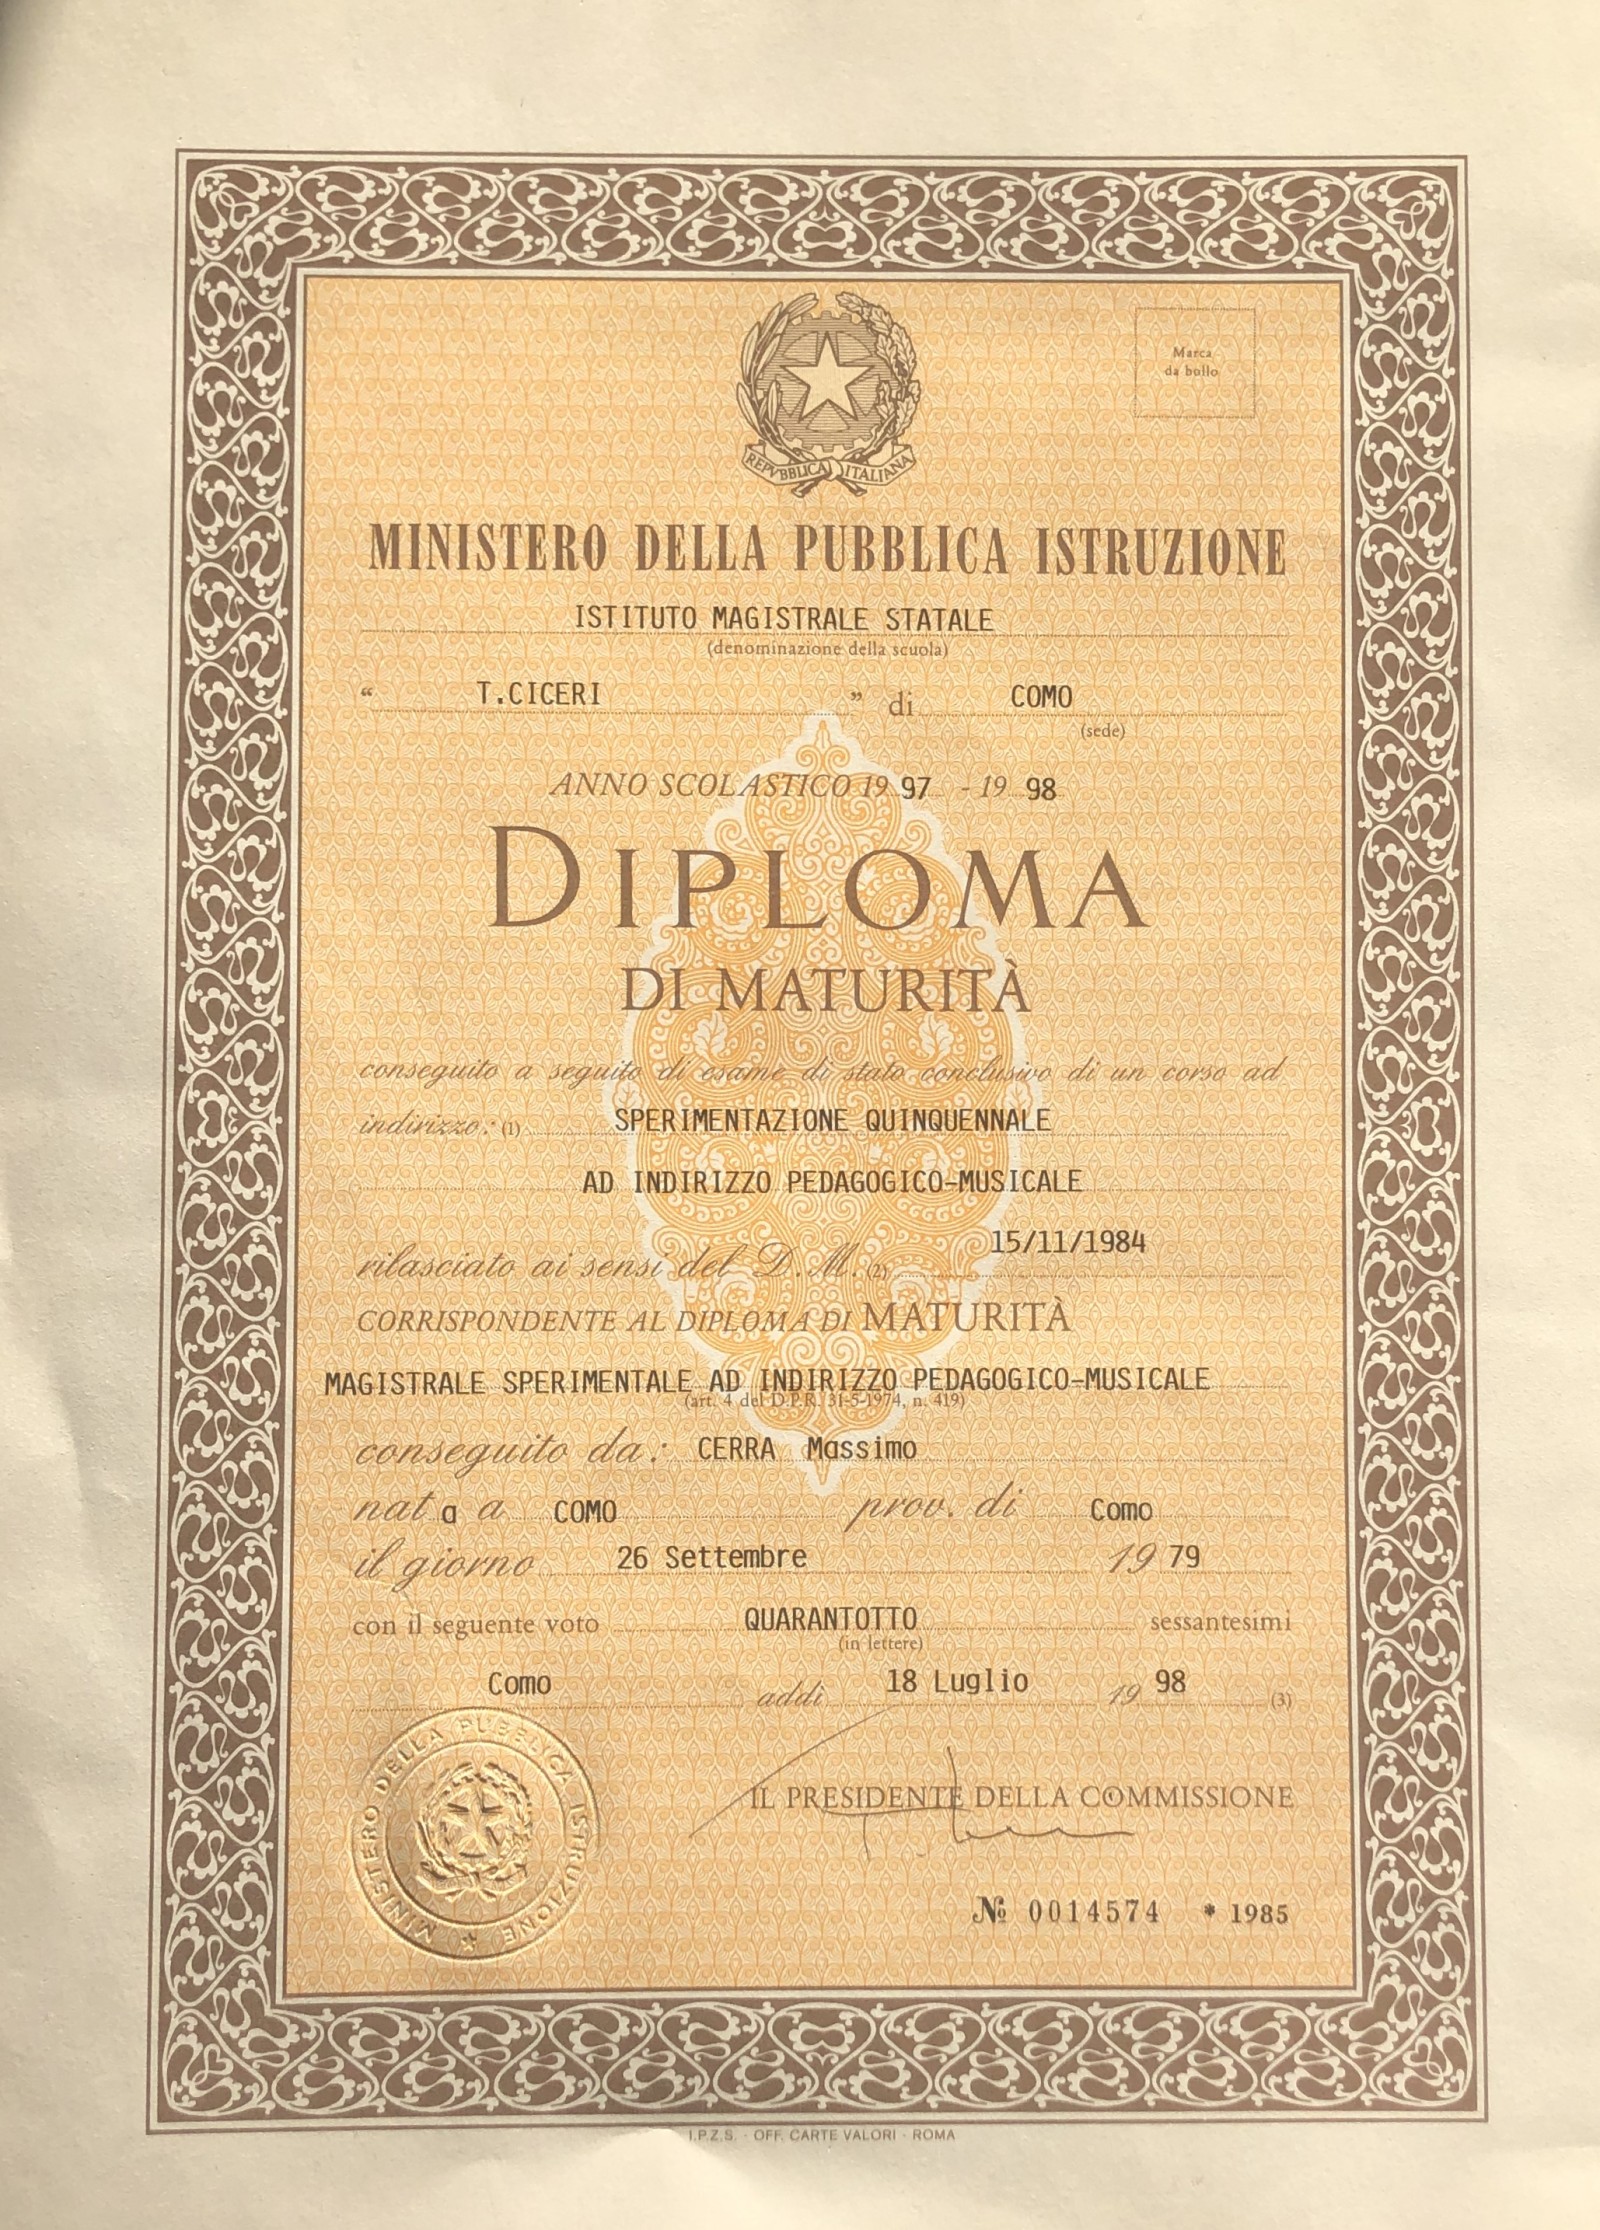 REPVBBLICA ITALIANA
Marca
da bollo
MINISTERO DELLA PUBBLICA ISTRUZIONE
ISTITUTO MAGISTRALE STATALE
(denominazione della scuola)
“ T.CICERI ” di COMO
(sede)
ANNO SCOLASTICO 19 97 - 19 98
DIPLOMA
DI MATURITÀ
conseguito a seguito di esame di stato conclusivo di un corso ad
indirizzo: (1) SPERIMENTAZIONE QUINQUENNALE
AD INDIRIZZO PEDAGOGICO-MUSICALE
rilasciato ai sensi del D.M. (2) 15/11/1984
CORRISPONDENTE AL DIPLOMA DI MATURITÀ
MAGISTRALE SPERIMENTALE AD INDIRIZZO PEDAGOGICO-MUSICALE
(art. 4 del D.P.R. 31-5-1974, n. 419)
conseguito da: CERRA Massimo
nat a a COMO prov. di Como
il giorno 26 Settembre 19 79
con il seguente voto QUARANTOTTO sessantesimi
(in lettere)
Como addì 18 Luglio 19 98 (3)
MINISTERO DELLA PUBBLICA ISTRUZIONE
IL PRESIDENTE DELLA COMMISSIONE
№ 0014574 * 1985
I.P.Z.S. - OFF. CARTE VALORI - ROMA